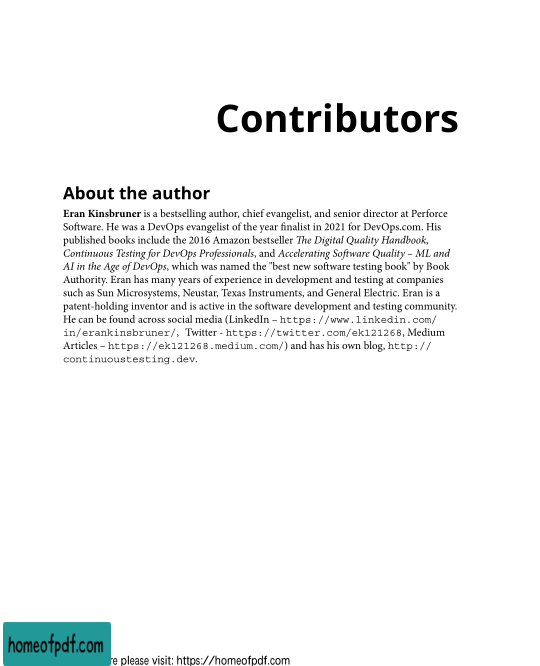 Contributors
About the author
Eran Kinsbruner is a bestselling author, chief evangelist, and senior director at Perforce
Software. He was a DevOps evangelist of the year finalist in 2021 for DevOps.com. His
published books include the 2016 Amazon bestseller The Digital Quality Handbook,
Continuous Testing for DevOps Professionals, and Accelerating Software Quality – ML and
AI in the Age of DevOps, which was named the "best new software testing book" by Book
Authority. Eran has many years of experience in development and testing at companies
such as Sun Microsystems, Neustar, Texas Instruments, and General Electric. Eran is a
patent-holding inventor and is active in the software development and testing community.
He can be found across social media (LinkedIn – https://www.linkedin.com/
in/erankinsbruner/, Twitter - https://twitter.com/ek121268, Medium
Articles – https://ek121268.medium.com/) and has his own blog, http://
continuoustesting.dev.
homeofpdf.com
re please visit: https://homeofpdf.com